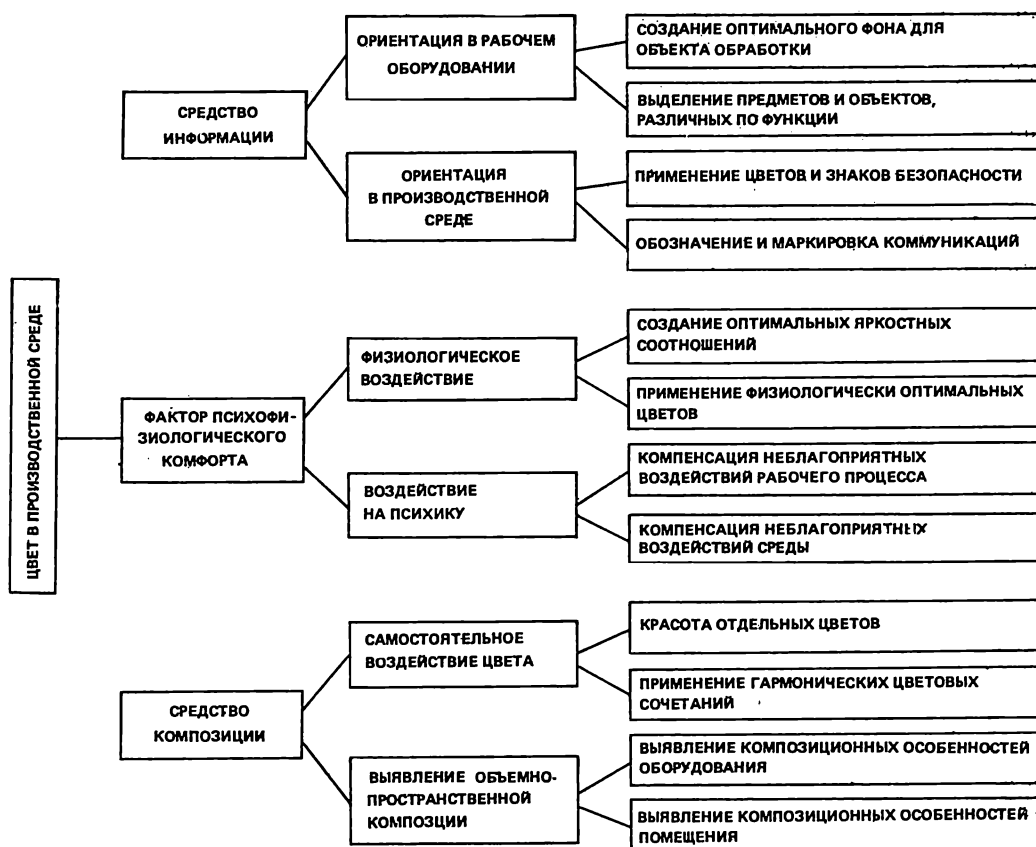 ЦВЕТ В ПРОИЗВОДСТВЕННОЙ СРЕДЕ
СРЕДСТВО
ИНФОРМАЦИИ
ОРИЕНТАЦИЯ В РАБОЧЕМ
ОБОРУДОВАНИИ
СОЗДАНИЕ ОПТИМАЛЬНОГО ФОНА ДЛЯ
ОБЪЕКТА ОБРАБОТКИ
ВЫДЕЛЕНИЕ ПРЕДМЕТОВ И ОБЪЕКТОВ,
РАЗЛИЧНЫХ ПО ФУНКЦИИ
ОРИЕНТАЦИЯ
В ПРОИЗВОДСТВЕННОЙ
СРЕДЕ
ПРИМЕНЕНИЕ ЦВЕТОВ И ЗНАКОВ БЕЗОПАСНОСТИ
ОБОЗНАЧЕНИЕ И МАРКИРОВКА КОММУНИКАЦИЙ
ФАКТОР ПСИХОФИ-
ЗИОЛОГИЧЕСКОГО
КОМФОРТА
ФИЗИОЛОГИЧЕСКОЕ
ВОЗДЕЙСТВИЕ
СОЗДАНИЕ ОПТИМАЛЬНЫХ ЯРКОСТНЫХ
СООТНОШЕНИЙ
ПРИМЕНЕНИЕ ФИЗИОЛОГИЧЕСКИ ОПТИМАЛЬНЫХ
ЦВЕТОВ
ВОЗДЕЙСТВИЕ
НА ПСИХИКУ
КОМПЕНСАЦИЯ НЕБЛАГОПРИЯТНЫХ
ВОЗДЕЙСТВИЙ РАБОЧЕГО ПРОЦЕССА
КОМПЕНСАЦИЯ НЕБЛАГОПРИЯТНЫХ
ВОЗДЕЙСТВИЙ СРЕДЫ
СРЕДСТВО
КОМПОЗИЦИИ
САМОСТОЯТЕЛЬНОЕ
ВОЗДЕЙСТВИЕ ЦВЕТА
КРАСОТА ОТДЕЛЬНЫХ ЦВЕТОВ
ПРИМЕНЕНИЕ ГАРМОНИЧЕСКИХ ЦВЕТОВЫХ
СОЧЕТАНИЙ
ВЫЯВЛЕНИЕ ОБЪЕМНО-
ПРОСТРАНСТВЕННОЙ
КОМПОЗЦИИ
ВЫЯВЛЕНИЕ КОМПОЗИЦИОННЫХ ОСОБЕННОСТЕЙ
ОБОРУДОВАНИЯ
ВЫЯВЛЕНИЕ КОМПОЗИЦИОННЫХ ОСОБЕННОСТЕЙ
ПОМЕЩЕНИЯ